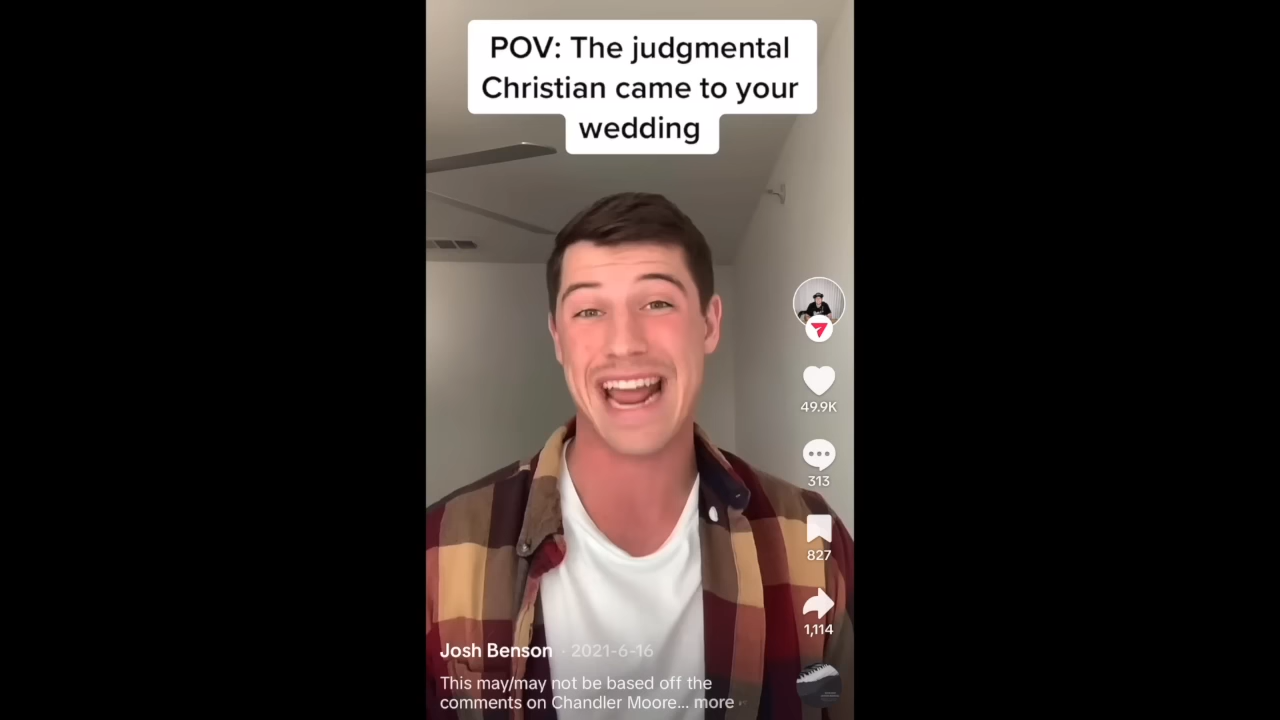 POV: The judgmental
Christian came to your
wedding
49.9K
313
827
1,114
Josh Benson · 2021-6-16
This may/may not be based off the
comments on Chandler Moore... more